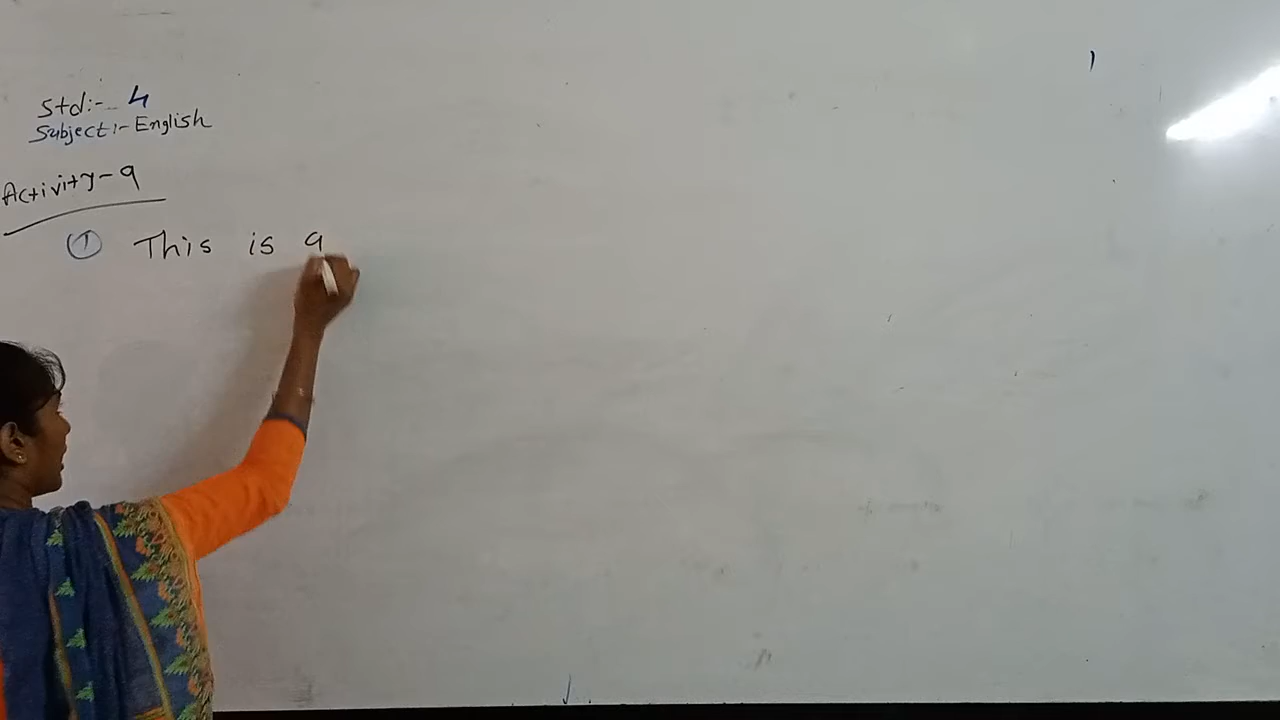 Std:- 4
Subject:- English
Activity-9
① This is a